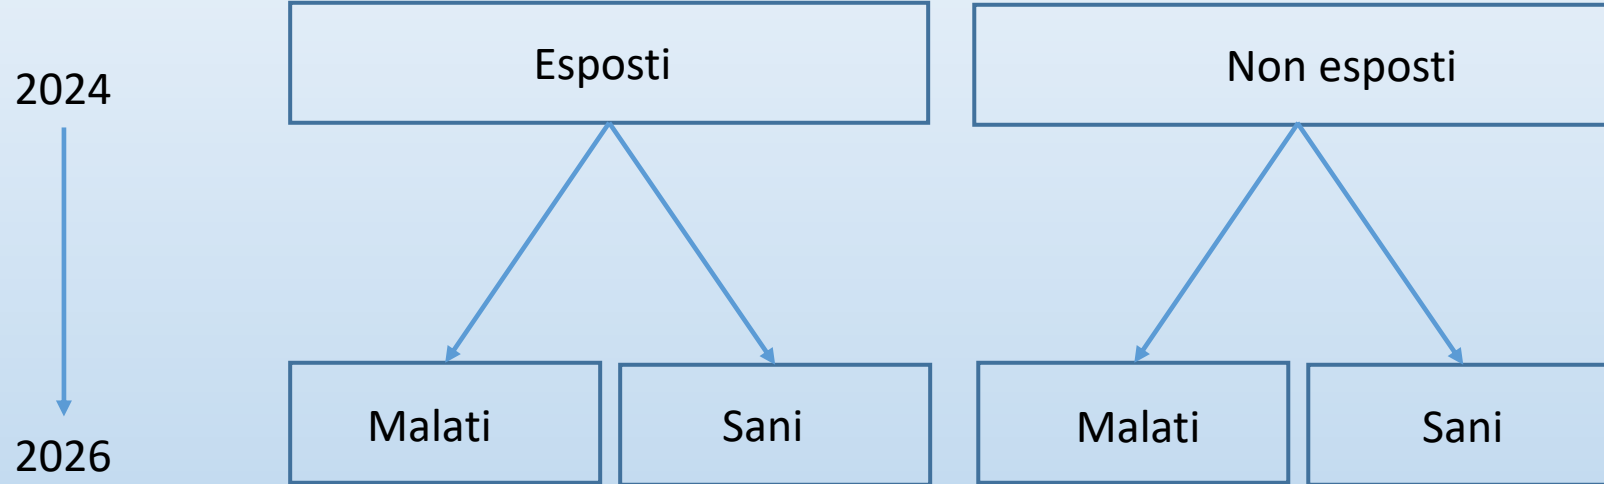 2024
Esposti
Non esposti
2026
Malati
Sani
Malati
Sani